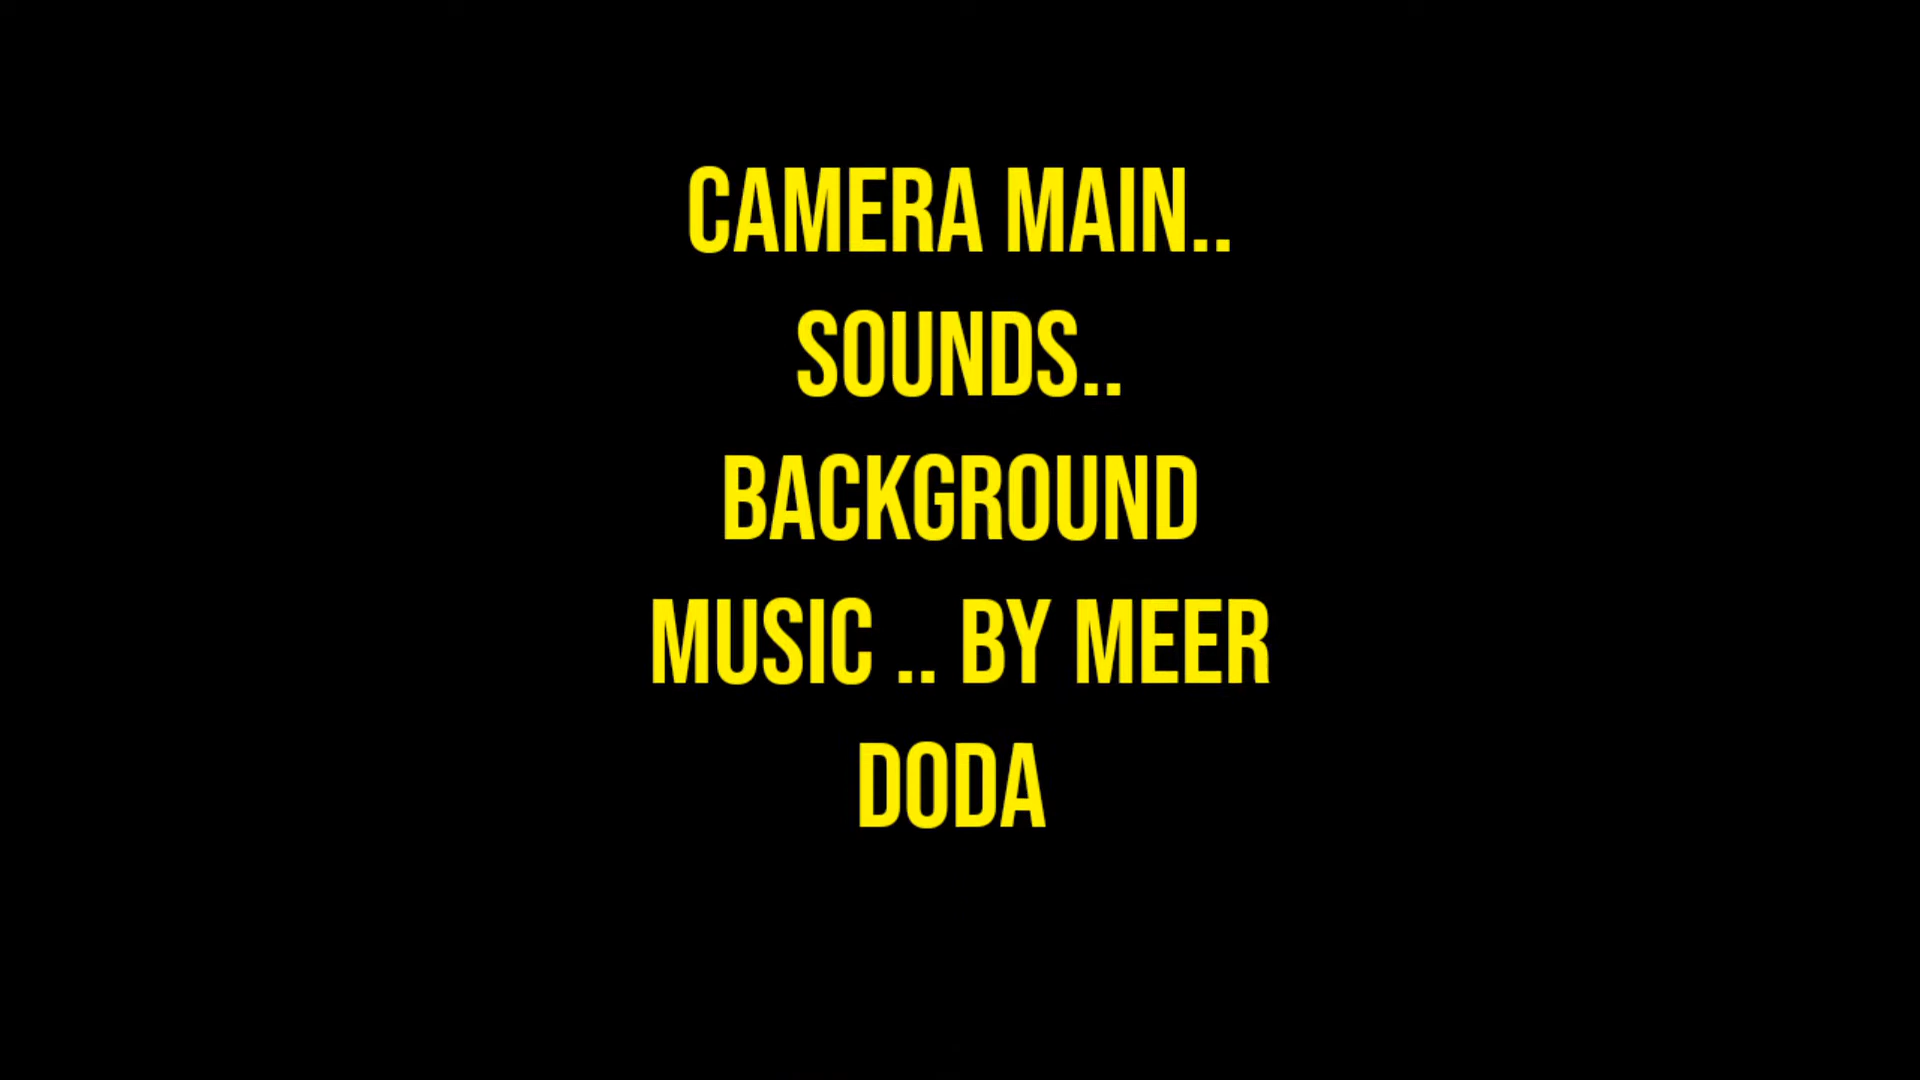 CAMERA MAIN..
SOUNDS..
BACKGROUND
MUSIC .. BY MEER
DODA